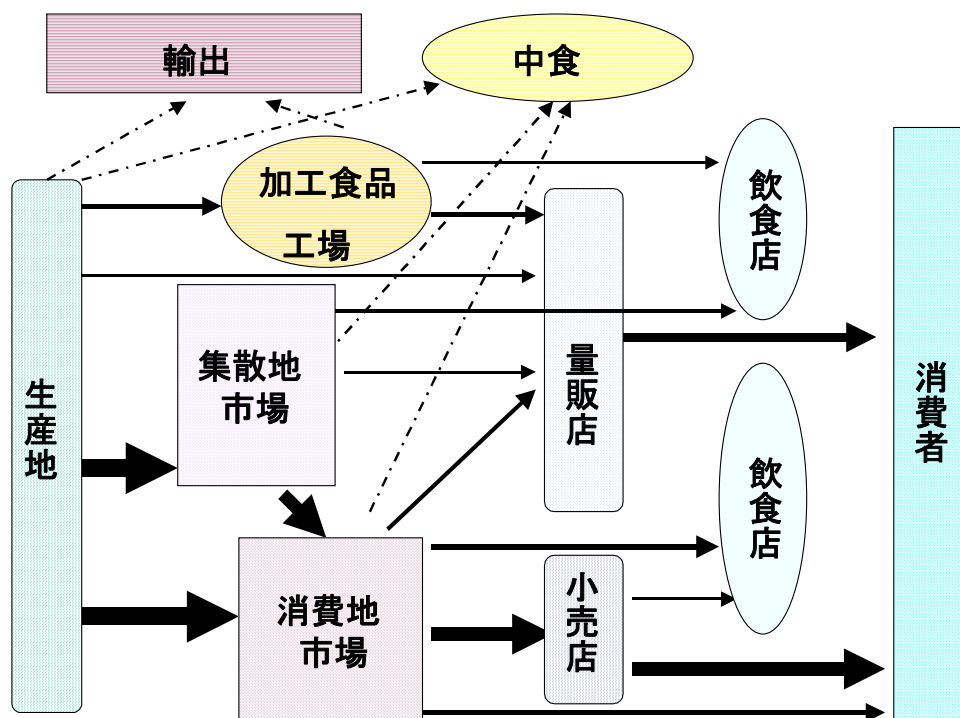 輸出
中食
加工食品
工場
飲食店
生産地
集散地
市場
量販店
消費者
飲食店
消費地
市場
小売店